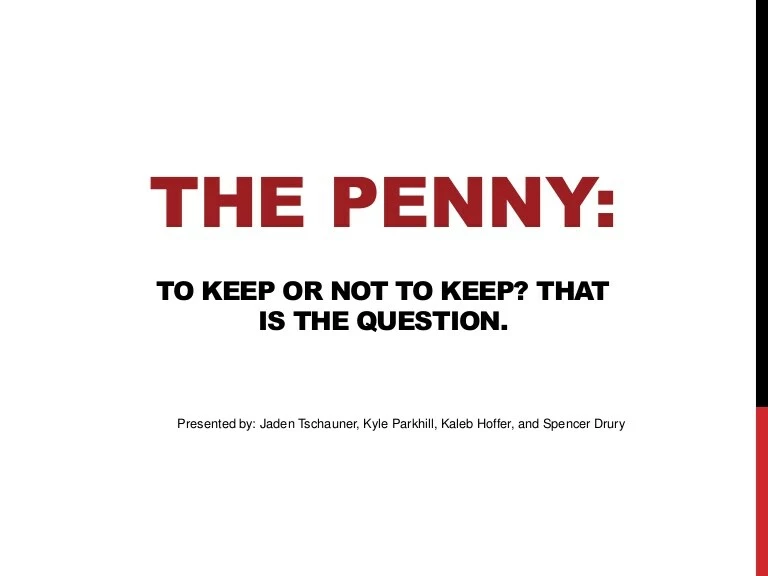 THE PENNY:
TO KEEP OR NOT TO KEEP? THAT
IS THE QUESTION.
Presented by: Jaden Tschauner, Kyle Parkhill, Kaleb Hoffer, and Spencer Drury